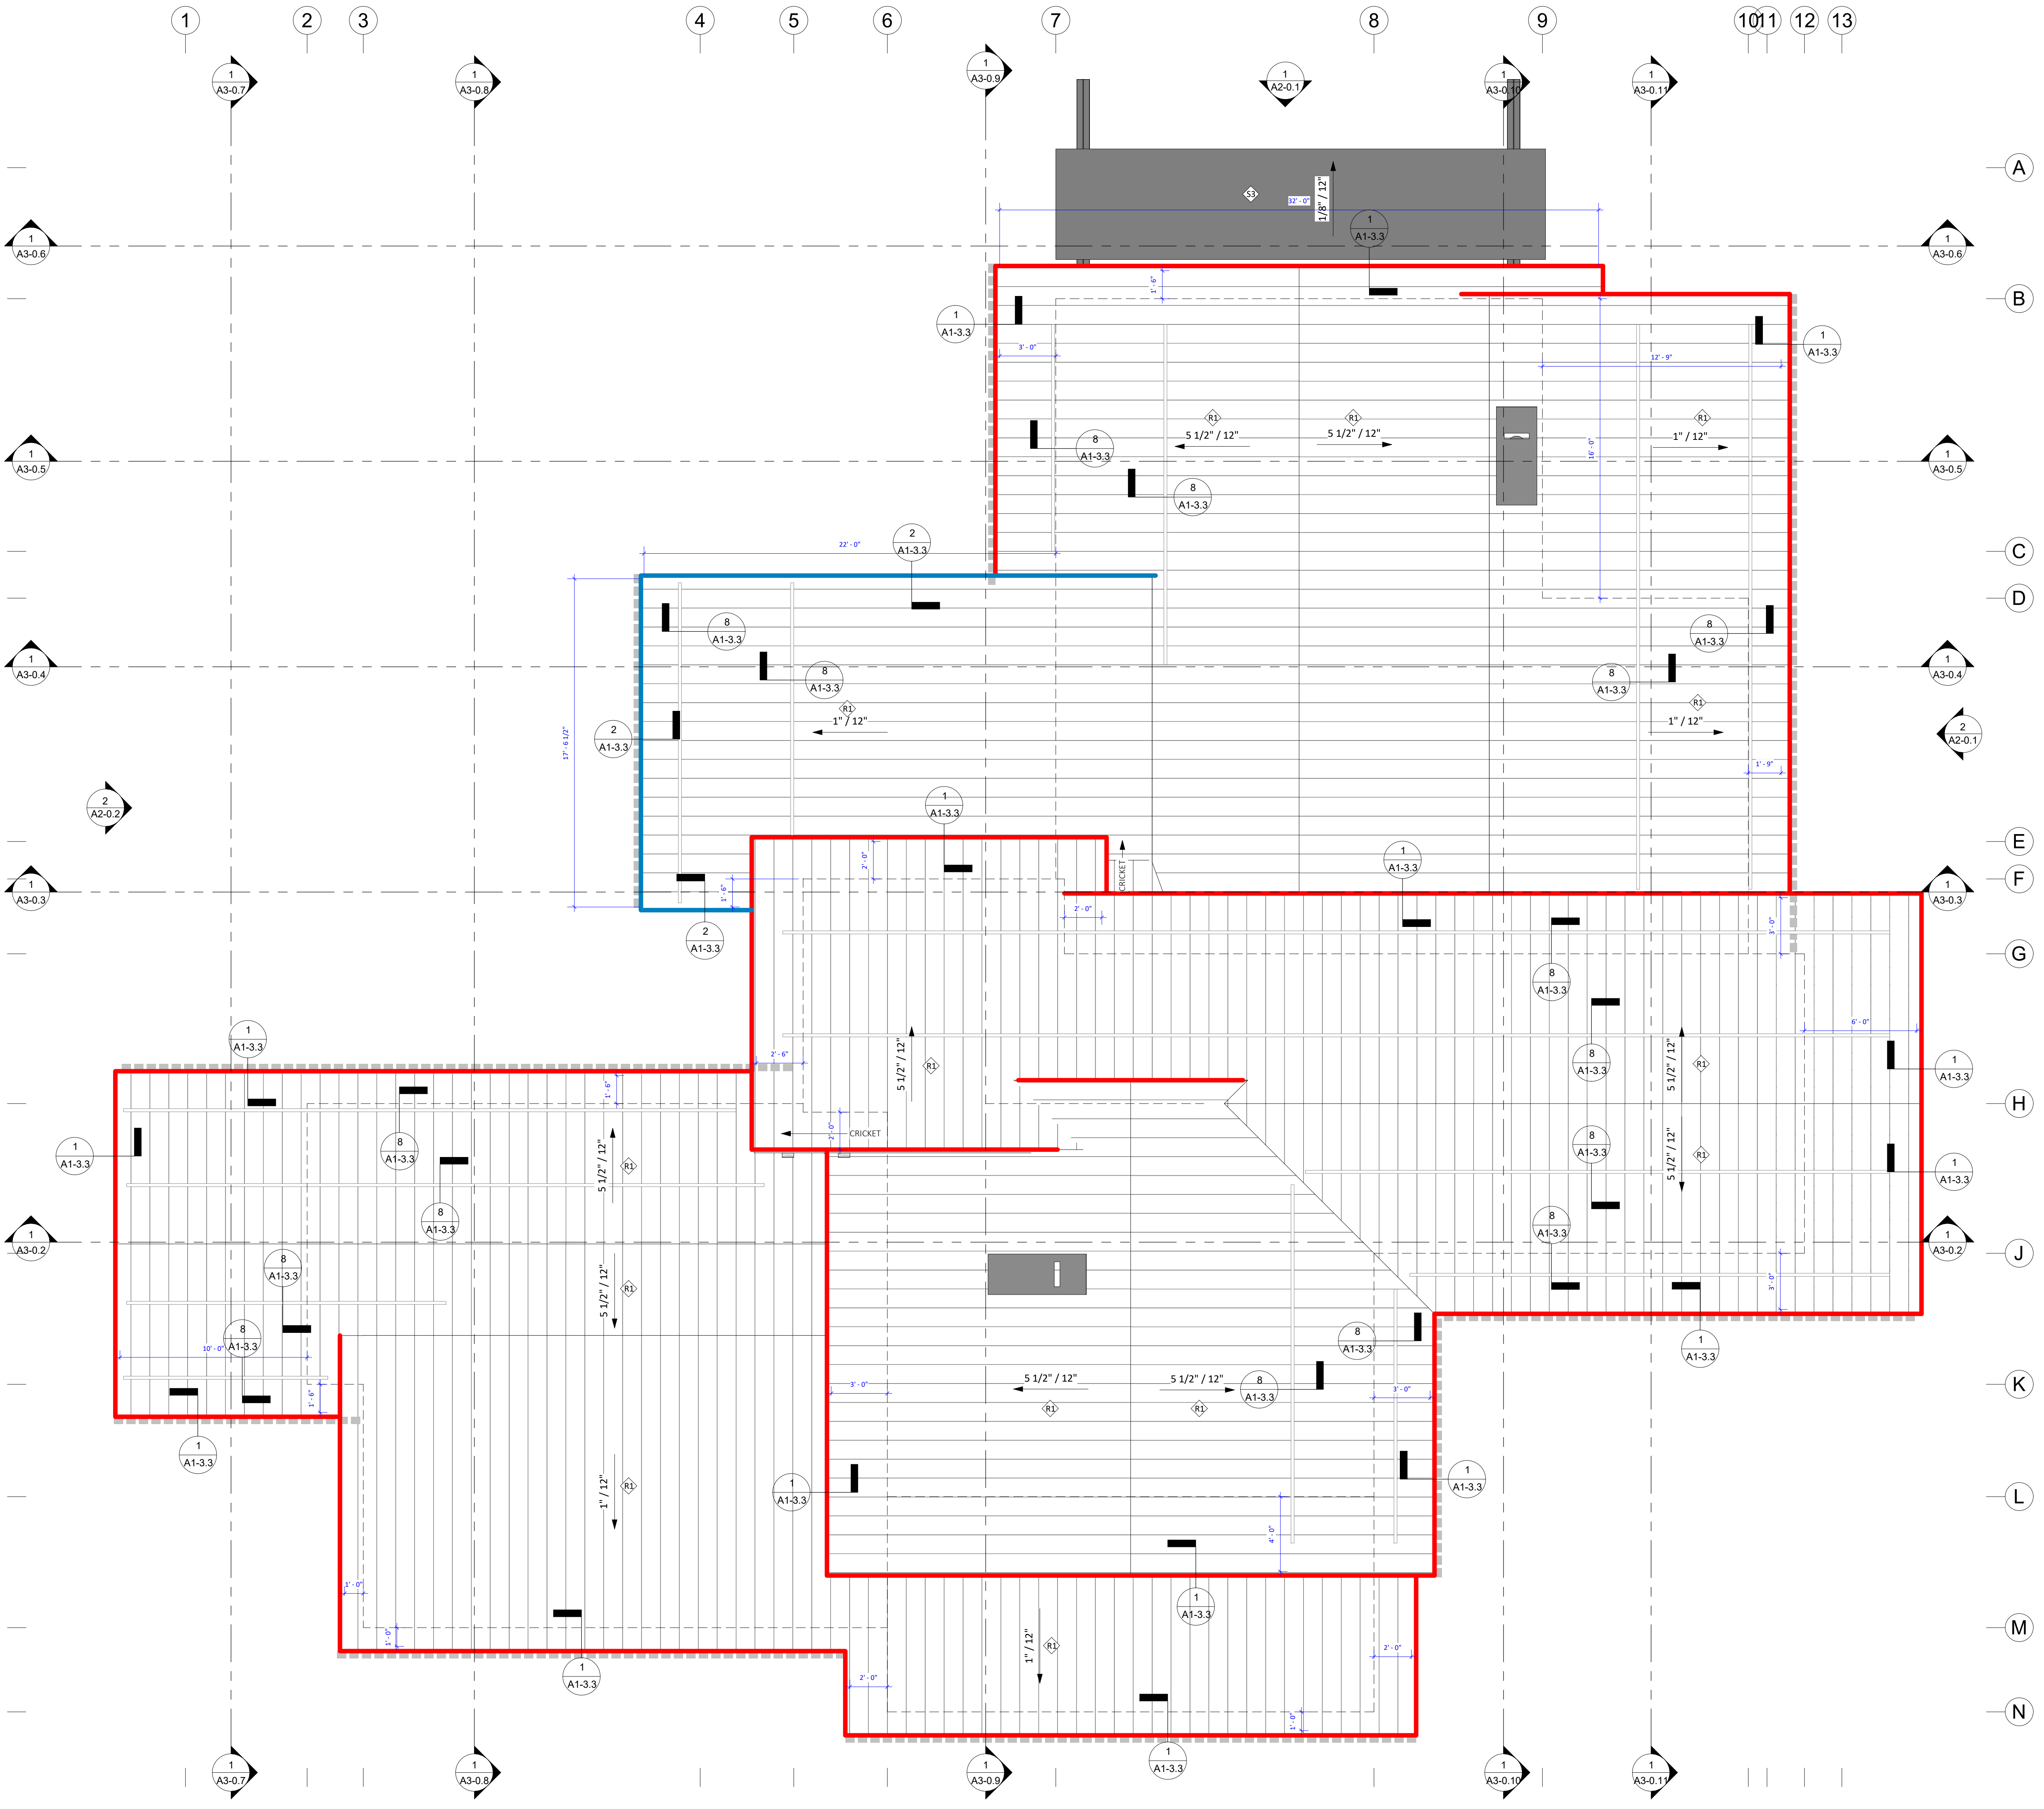 1 2 3 4 5 6 7 8 9 10 11 12 13
1
A3-0.7
1
A3-0.8
1
A3-0.9
1
A2-0.1
1
A3-0.10
1
A3-0.11
A
S3
1/8" / 12"
32' - 0"
1
A1-3.3
1
A3-0.6
1
A3-0.6
1' - 6"
B
1
A1-3.3
1
A1-3.3
3' - 0"
12' - 9"
R1
5 1/2" / 12"
R1
5 1/2" / 12"
R1
1" / 12"
8
A1-3.3
16' - 0"
1
A3-0.5
1
A3-0.5
8
A1-3.3
2
A1-3.3
22' - 0"
C
D
8
A1-3.3
8
A1-3.3
1
A3-0.4
1
A3-0.4
8
A1-3.3
8
A1-3.3
R1
1" / 12"
R1
1" / 12"
2
A1-3.3
17' - 6 1/2"
2
A2-0.1
1' - 9"
2
A2-0.2
1
A1-3.3
E
2' - 0"
CRICKET
1
A1-3.3
F
1
A3-0.3
1
A3-0.3
1' - 6"
2' - 0"
3' - 0"
2
A1-3.3
G
8
A1-3.3
6' - 0"
1
A1-3.3
2' - 6"
5 1/2" / 12"
R1
8
A1-3.3
5 1/2" / 12"
R1
1
A1-3.3
1' - 6"
H
CRICKET
2' - 0"
1
A1-3.3
8
A1-3.3
5 1/2" / 12"
R1
8
A1-3.3
5 1/2" / 12"
R1
1
A1-3.3
8
A1-3.3
8
A1-3.3
1
A3-0.2
1
A3-0.2
J
8
A1-3.3
5 1/2" / 12"
R1
3' - 0"
8
A1-3.3
10' - 0"
8
A1-3.3
1
A1-3.3
1' - 6"
3' - 0"
5 1/2" / 12"
R1
5 1/2" / 12"
R1
8
A1-3.3
3' - 0"
K
1
A1-3.3
1" / 12"
R1
1
A1-3.3
1
A1-3.3
L
4' - 0"
1' - 0"
1
A1-3.3
1' - 0"
1" / 12"
R1
2' - 0"
M
1
A1-3.3
2' - 0"
1' - 0"
N
1
A1-3.3
1
A3-0.7
1
A3-0.8
1
A3-0.9
1
A3-0.10
1
A3-0.11